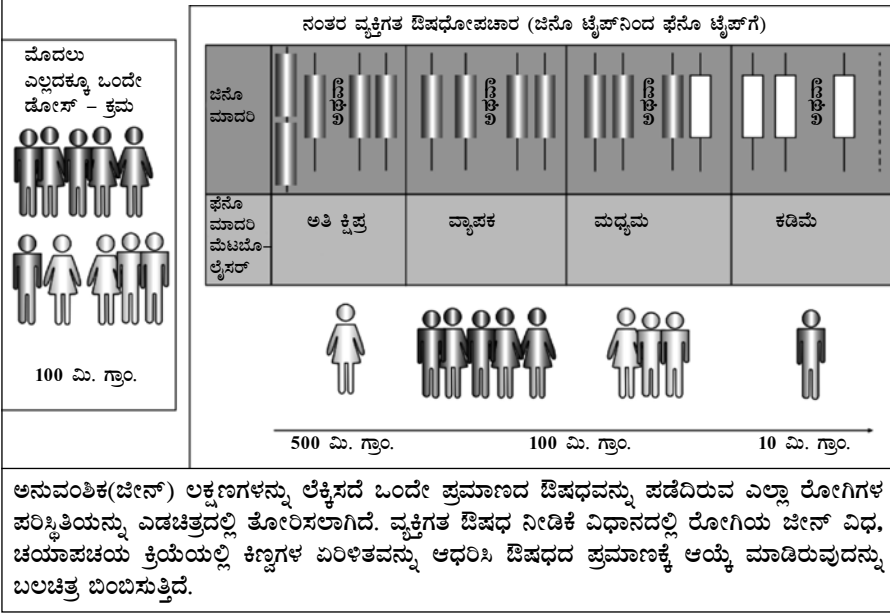 ಮೊದಲು
ಎಲ್ಲದಕ್ಕೂ ಒಂದೇ
ಡೋಸ್ – ಕ್ರಮ
100 ಮಿ. ಗ್ರಾಂ.
ನಂತರ ವ್ಯಕ್ತಿಗತ ಔಷಧೋಪಚಾರ (ಜಿನೊ ಟೈಪ್‌ನಿಂದ ಫೆನೊ ಟೈಪ್‌ಗೆ)
ಜಿನೊ
ಮಾದರಿ
ಫೆನೊ
ಮಾದರಿ
ಮೆಟಬೊ–
ಲೈಸರ್
ಅತಿ ಕ್ಷಿಪ್ರ
ವ್ಯಾಪಕ
ಮಧ್ಯಮ
ಕಡಿಮೆ
500 ಮಿ. ಗ್ರಾಂ.
100 ಮಿ. ಗ್ರಾಂ.
10 ಮಿ. ಗ್ರಾಂ.
ಅನುವಂಶಿಕ(ಜೀನ್) ಲಕ್ಷಣಗಳನ್ನು ಲೆಕ್ಕಿಸದೆ ಒಂದೇ ಪ್ರಮಾಣದ ಔಷಧವನ್ನು ಪಡೆದಿರುವ ಎಲ್ಲಾ ರೋಗಿಗಳ
ಪರಿಸ್ಥಿತಿಯನ್ನು ಎಡಚಿತ್ರದಲ್ಲಿ ತೋರಿಸಲಾಗಿದೆ. ವ್ಯಕ್ತಿಗತ ಔಷಧ ನೀಡಿಕೆ ವಿಧಾನದಲ್ಲಿ ರೋಗಿಯ ಜೀನ್ ವಿಧ,
ಚಯಾಪಚಯ ಕ್ರಿಯೆಯಲ್ಲಿ ಕಿಣ್ವಗಳ ಏರಿಳಿತವನ್ನು ಆಧರಿಸಿ ಔಷಧದ ಪ್ರಮಾಣಕ್ಕೆ ಆಯ್ಕೆ ಮಾಡಿರುವುದನ್ನು
ಬಲಚಿತ್ರ ಬಿಂಬಿಸುತ್ತಿದೆ.